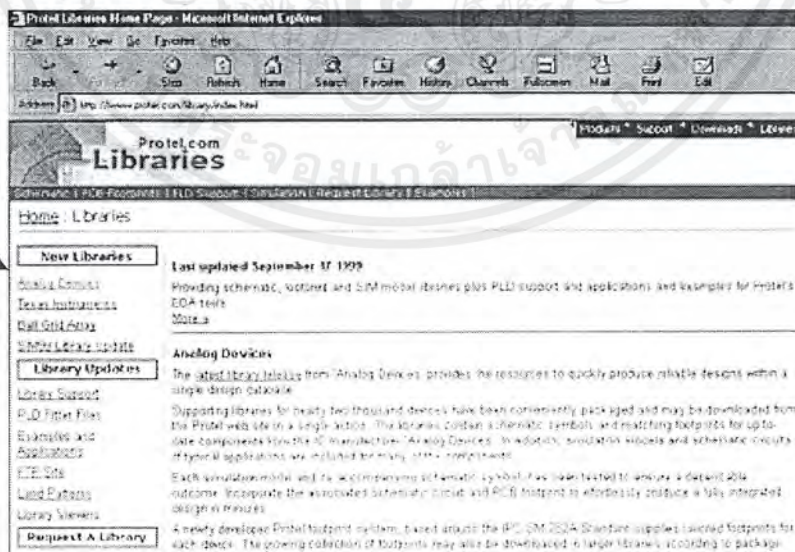 Protel Libraries Home Page - Microsoft Internet Explorer
File Edit View Go Favorites Help
Back Stop Refresh Home Search Favorites History Channels Fullscreen Mail Print Edit
Address http://www.protel.com/library/index.html
Products Support Downloads Libraries
Protel.com
Libraries
Schematic | PCB Footprints | PLD Support | Simulation | Request Library | Examples |
Home : Libraries
New Libraries
Analog Devices
Texas Instruments
Ball Grid Array
Library Update
Library Updates
Library Support
PLD Fitter Files
Examples and
Applications
FTP Site
Land Patterns
Library Viewers
Request A Library
Last updated September 17 1999
Providing schematic, footprint and SIM model libraries plus PLD support and applications and examples for Protel's
EDA tools
More
Analog Devices
The latest library release from 'Analog Devices' provides the resources to quickly produce reliable designs within a
single design database
Supporting libraries for nearly two thousand devices have been conveniently packaged and may be downloaded from
the Protel web site in a single action. The libraries contain schematic symbols and matching footprints for up-to-
date components from the IC manufacturer 'Analog Devices'. In addition, simulation models and schematic circuits
of typical applications are included for many of the components
Each simulation model and its accompanying schematic symbol has been tested to ensure a dependable
outcome. Incorporate the associated schematic circuit and PCB footprint to effortlessly produce a fully integrated
design in minutes
A newly developed Protel footprint system, based around the IPC-SM-782A Standard supplies tailored footprints for
each device. The growing collection of footprints may also be downloaded in larger libraries according to package